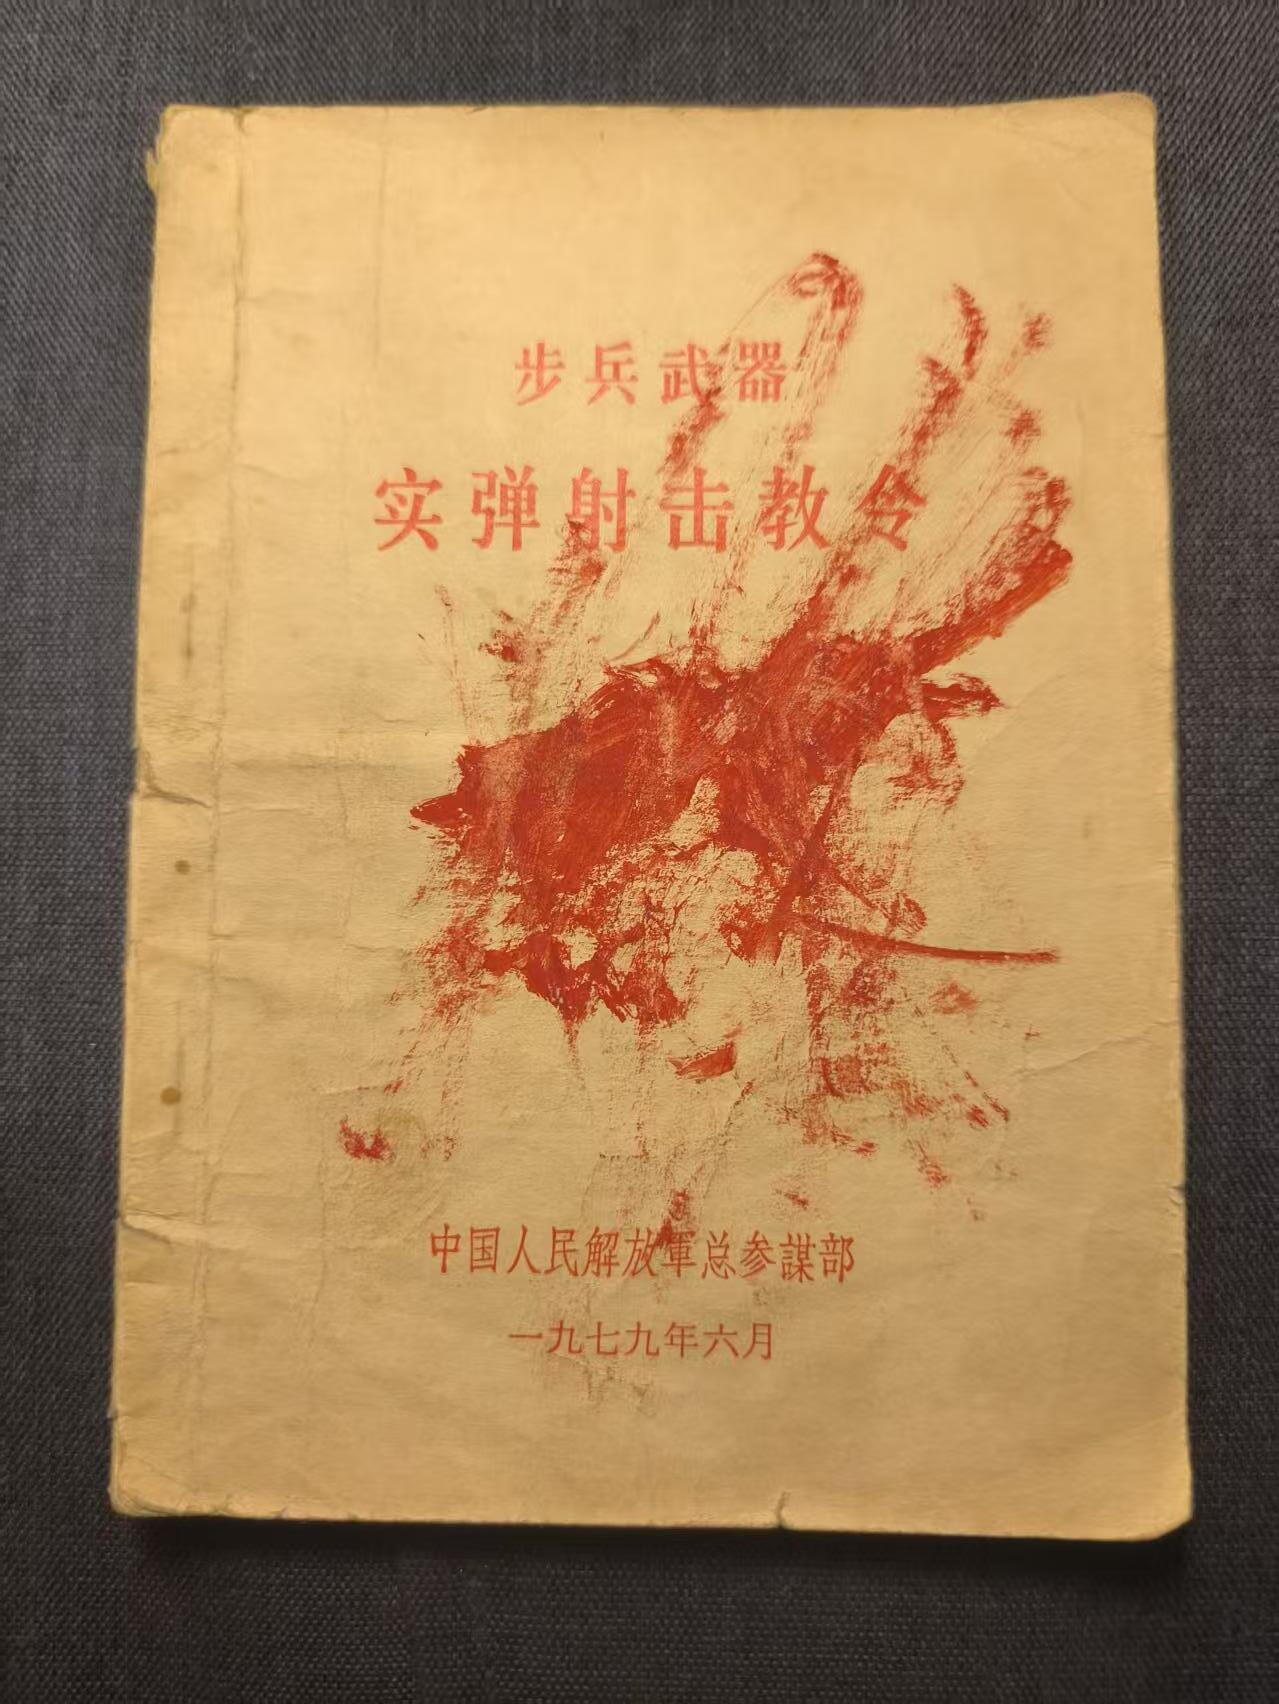 步兵武器
实弹射击教令
中国人民解放軍总参謀部
一九七九年六月